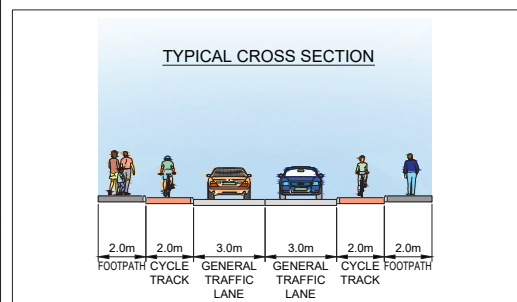 TYPICAL CROSS SECTION
2.0m 2.0m 3.0m 3.0m 2.0m 2.0m
FOOTPATH CYCLE GENERAL GENERAL CYCLE FOOTPATH
TRACK TRAFFIC TRAFFIC TRACK
LANE LANE